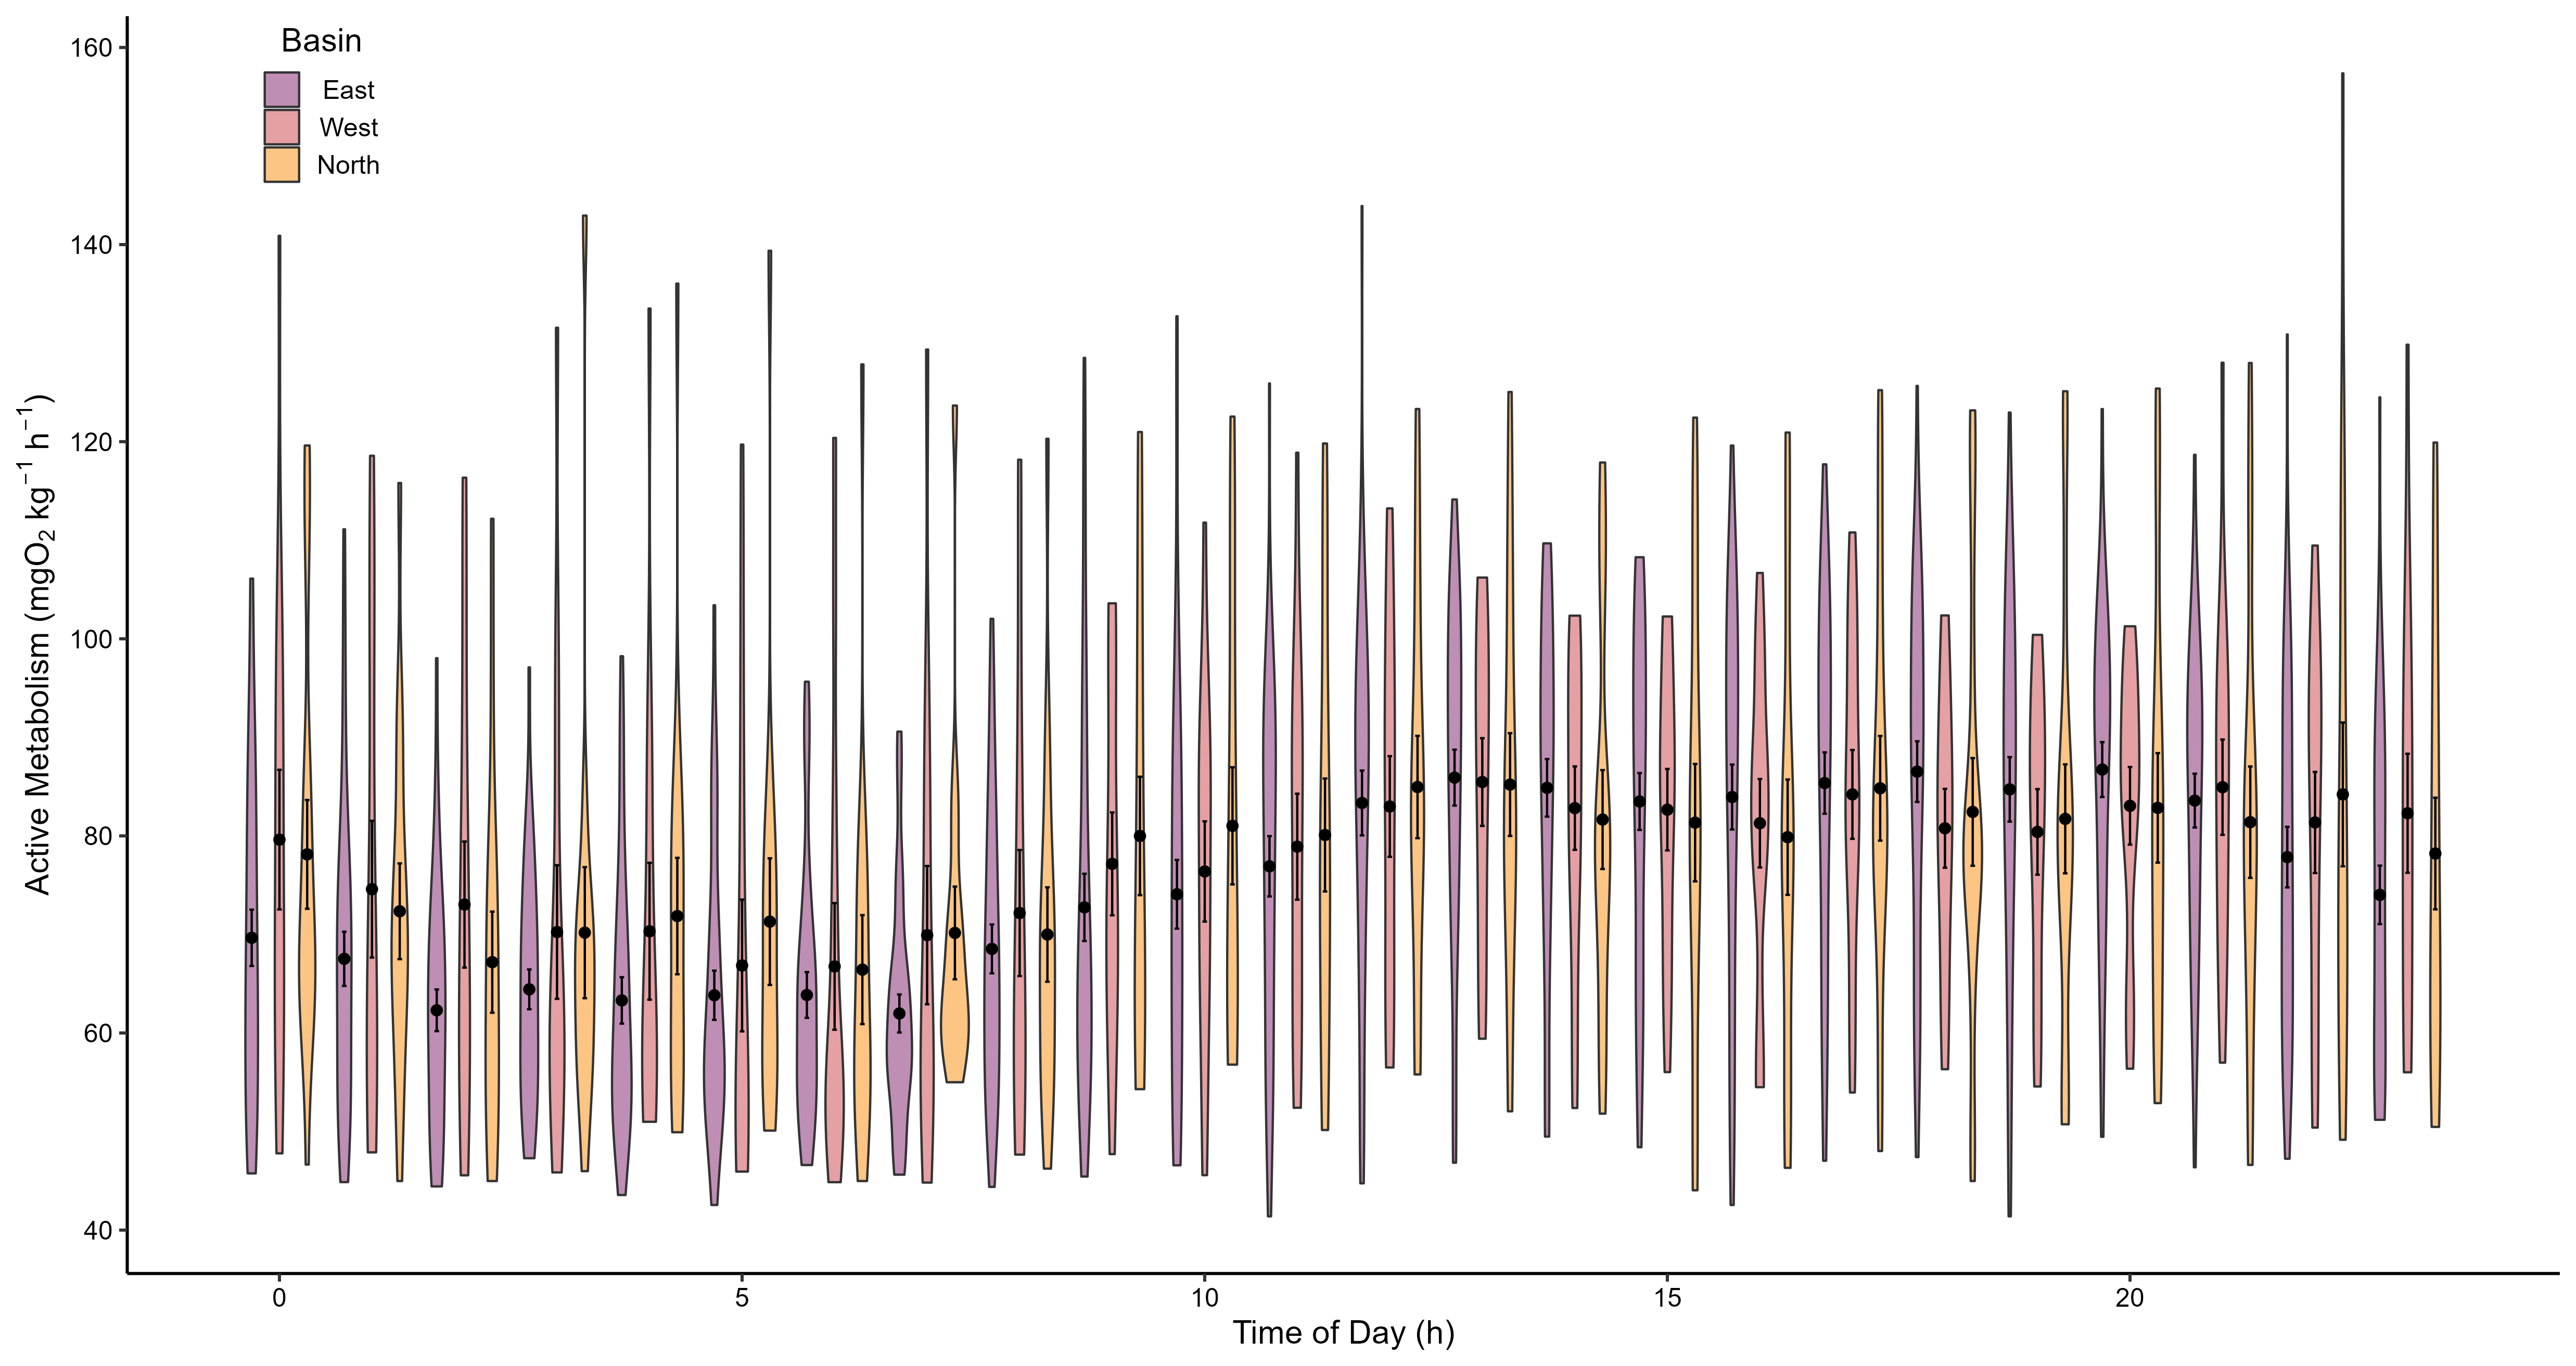 Basin
East
West
North
160
140
120
100
80
60
40
Active Metabolism (mgO₂ kg⁻¹ h⁻¹)
0 5 10 15 20
Time of Day (h)